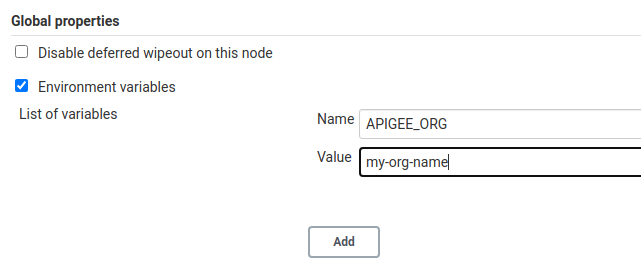 Global properties
Disable deferred wipeout on this node
Environment variables
List of variables
Name APIGEE_ORG
Value my-org-name
Add